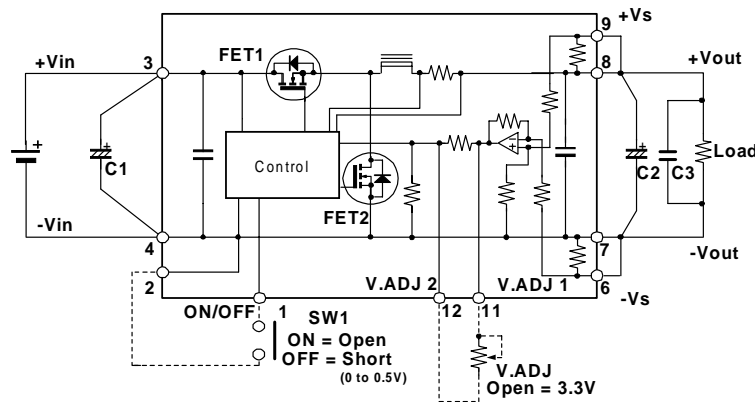 9 +Vs
+Vin 3 FET1 8 +Vout
+
C1
+
Control
- +
+
C2 C3 Load
FET2
-Vin 4 7 -Vout
2 V.ADJ 2 V.ADJ 1 6 -Vs
ON/OFF 1 12 11
SW1
ON = Open
OFF = Short
(0 to 0.5V)
V.ADJ
Open = 3.3V